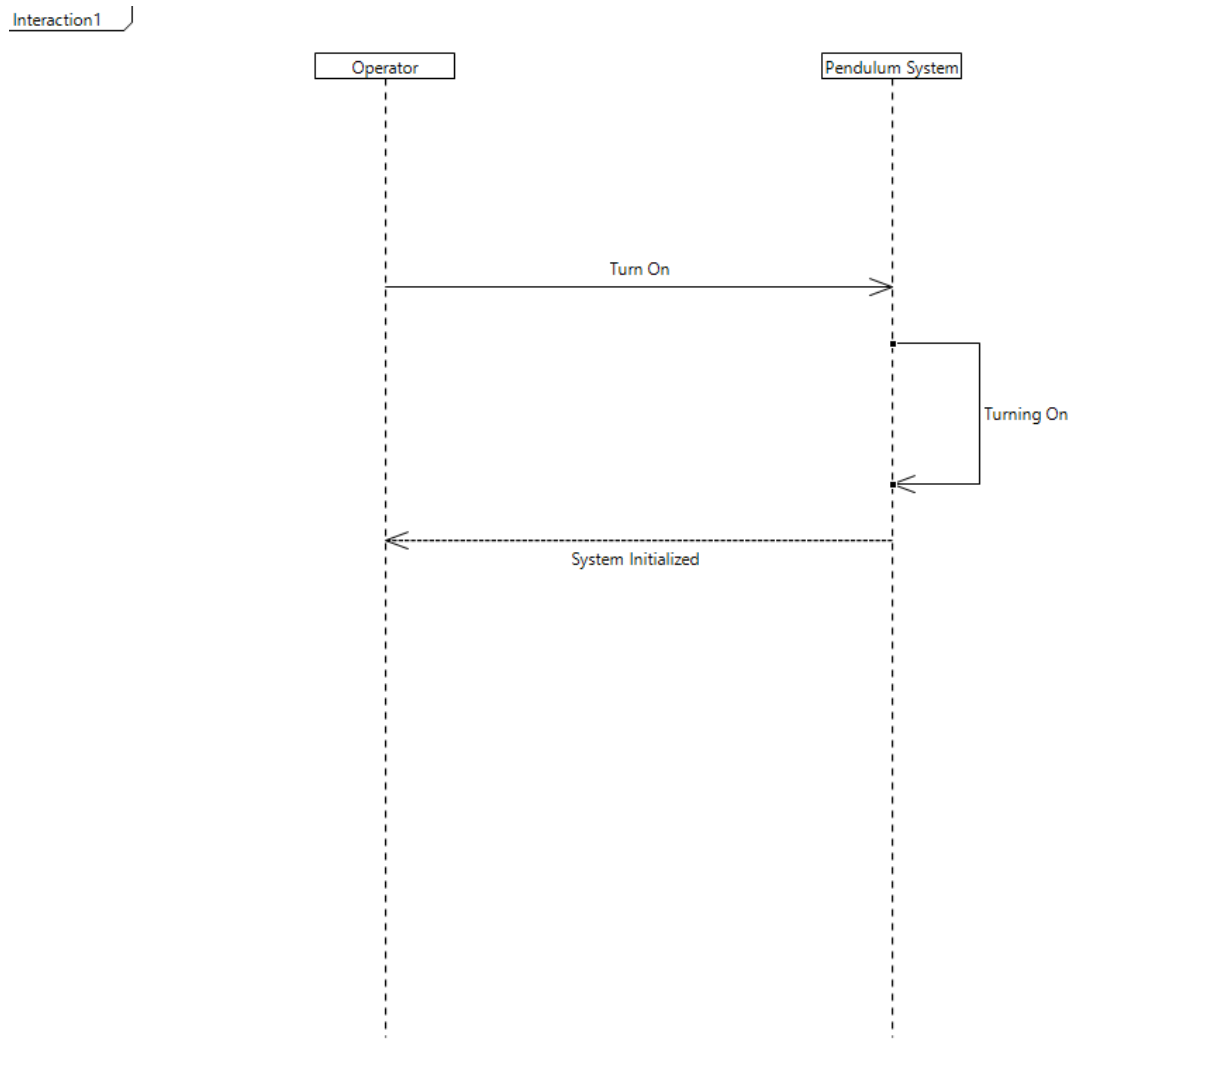 Interaction1
Operator
Pendulum System
Turn On
Turning On
System Initialized